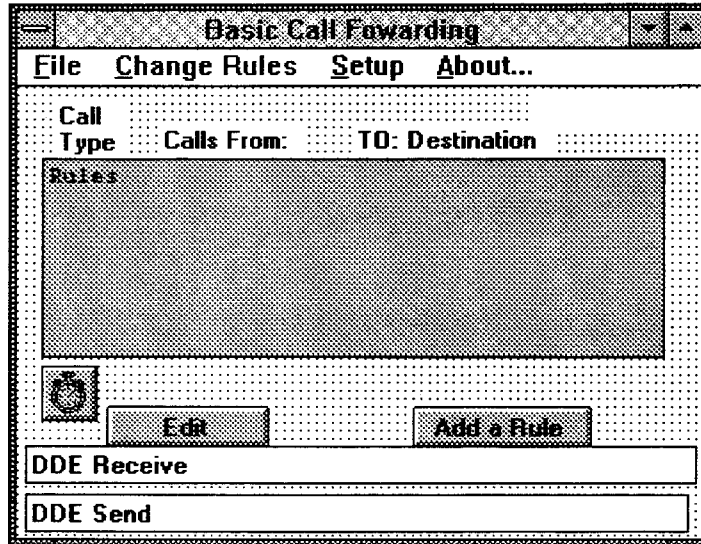 Basic Call Fowarding
File Change Rules Setup About...
Call
Type Calls From: TO: Destination
Rules
Edit Add a Rule
DDE Receive
DDE Send